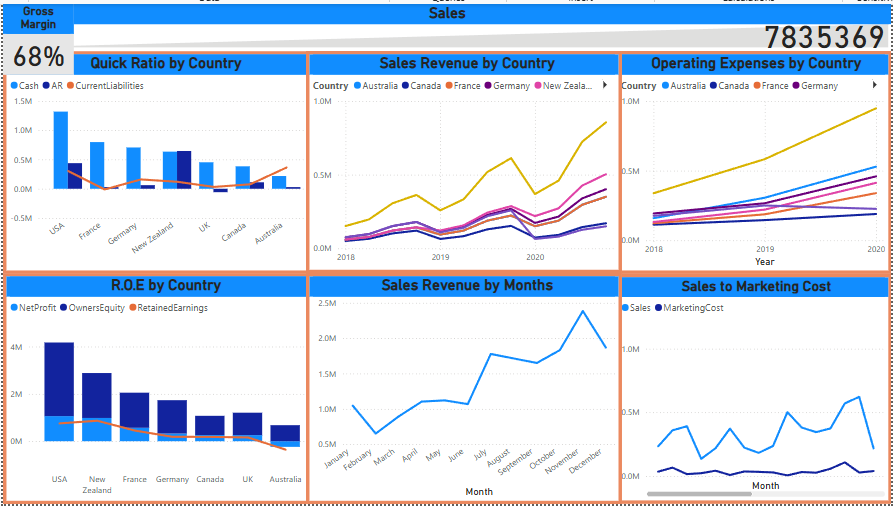 Gross
Margin
68%
Sales
7835369
Quick Ratio by Country
Cash AR CurrentLiabilities
1.5M
1.0M
0.5M
0.0M
-0.5M
USA
France
Germany
New Zealand
UK
Canada
Australia
Sales Revenue by Country
Country Australia Canada France Germany New Zeala...
1.0M
0.5M
0.0M
2018 2019 2020
Operating Expenses by Country
Country Australia Canada France Germany
1.0M
0.5M
0.0M
2018 2019 2020
Year
R.O.E by Country
NetProfit OwnersEquity RetainedEarnings
4M
2M
0M
USA New
Zealand France Germany Canada UK Australia
Sales Revenue by Months
2.5M
2.0M
1.5M
1.0M
0.5M
January
February
March
April
May
June
July
August
September
October
November
December
Month
Sales to Marketing Cost
Sales MarketingCost
1.0M
0.5M
0.0M
Month